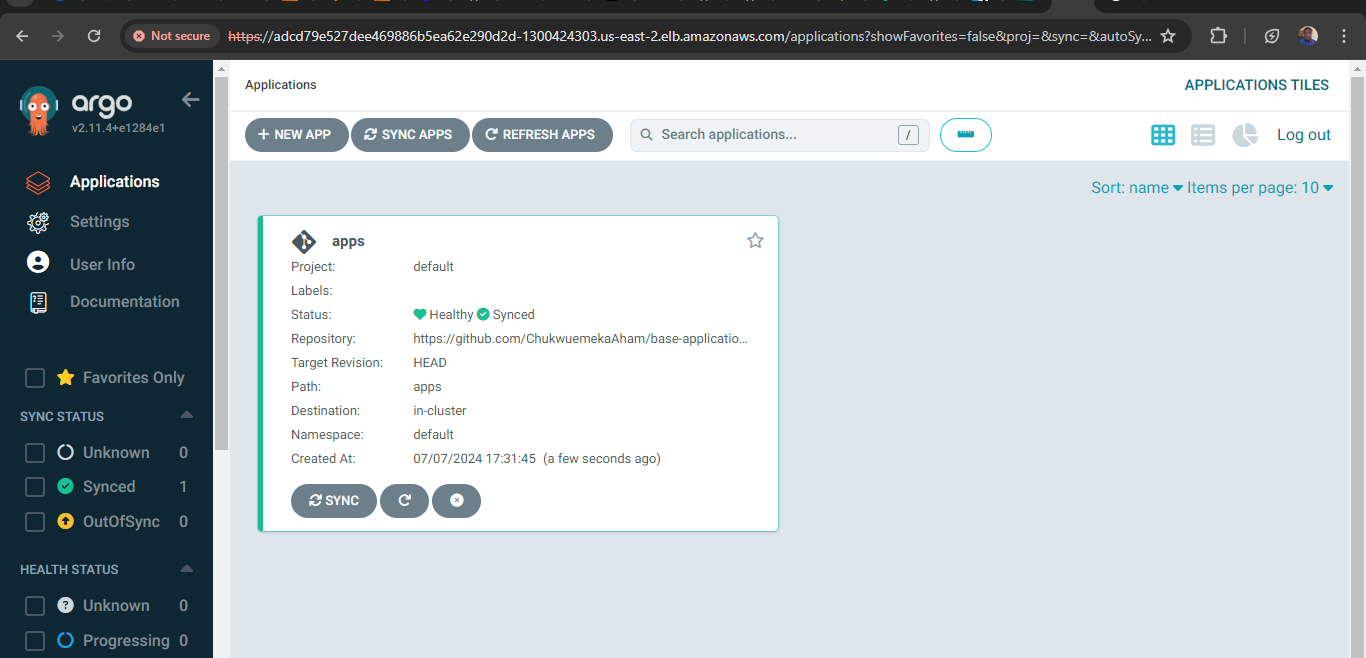 Not secure
https://adcd79e527dee469886b5ea62e290d2d-1300424303.us-east-2.elb.amazonaws.com/applications?showFavorites=false&proj=&sync=&autoSy...
argo
v2.11.4+e1284e1
Applications
Settings
User Info
Documentation
Favorites Only
SYNC STATUS
Unknown 0
Synced 1
OutOfSync 0
HEALTH STATUS
Unknown 0
Progressing 0
Applications
APPLICATIONS TILES
+ NEW APP
SYNC APPS
REFRESH APPS
Search applications...
/
Log out
Sort: name
Items per page: 10
apps
Project: default
Labels:
Status: Healthy Synced
Repository: https://github.com/ChukwuemekaAham/base-applicatio...
Target Revision: HEAD
Path: apps
Destination: in-cluster
Namespace: default
Created At: 07/07/2024 17:31:45 (a few seconds ago)
SYNC